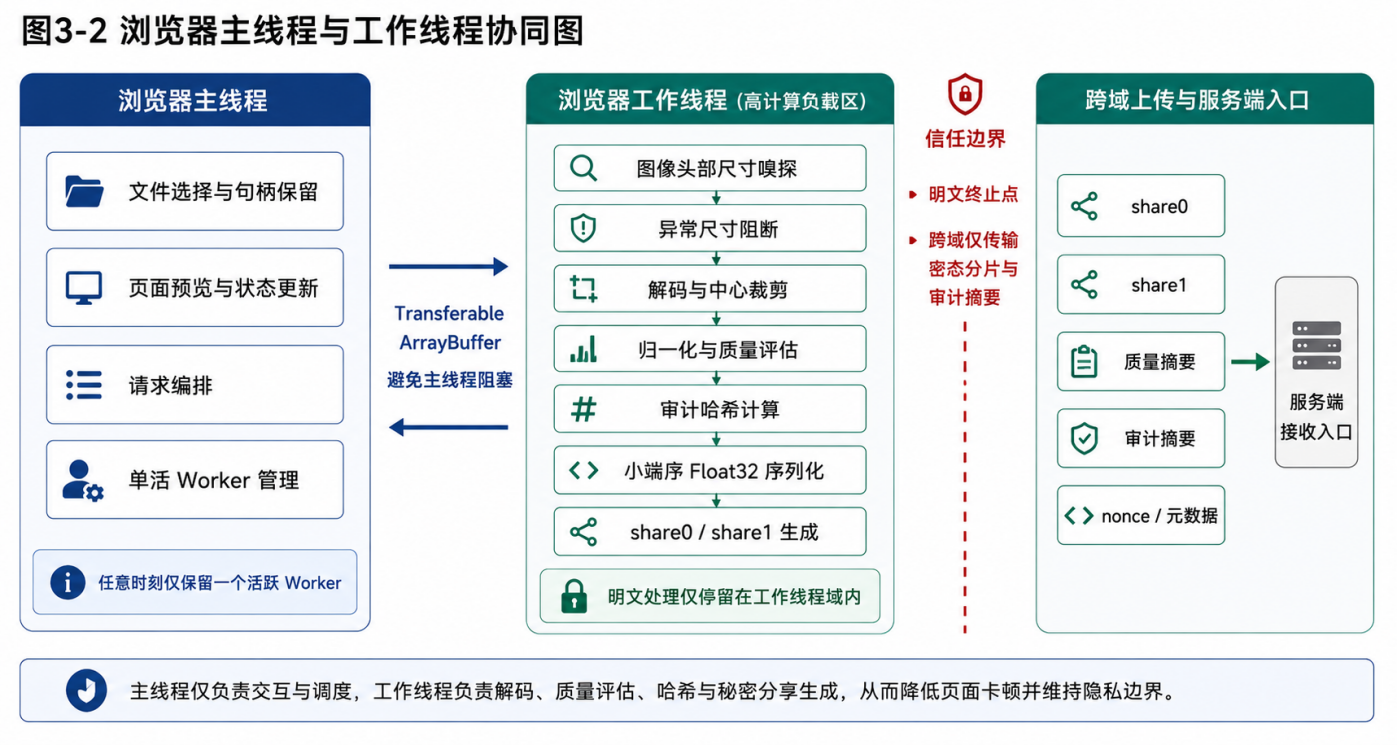 图3-2 浏览器主线程与工作线程协同图
浏览器主线程
文件选择与句柄保留
页面预览与状态更新
请求编排
单活 Worker 管理
任意时刻仅保留一个活跃 Worker
Transferable
ArrayBuffer
避免主线程阻塞
浏览器工作线程 (高计算负载区)
图像头部尺寸嗅探
异常尺寸阻断
解码与中心裁剪
归一化与质量评估
审计哈希计算
小端序 Float32 序列化
share0 / share1 生成
明文处理仅停留在工作线程域内
信任边界
明文终止点
跨域仅传输
密态分片与
审计摘要
跨域上传与服务端入口
share0
share1
质量摘要
审计摘要
nonce / 元数据
服务端
接收入口
主线程仅负责交互与调度，工作线程负责解码、质量评估、哈希与秘密分享生成，从而降低页面卡顿并维持隐私边界。